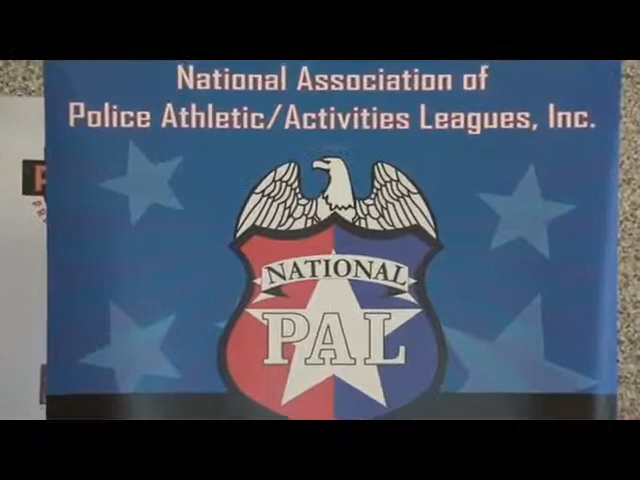 National Association of
Police Athletic/Activities Leagues, Inc.
NATIONAL
PAL